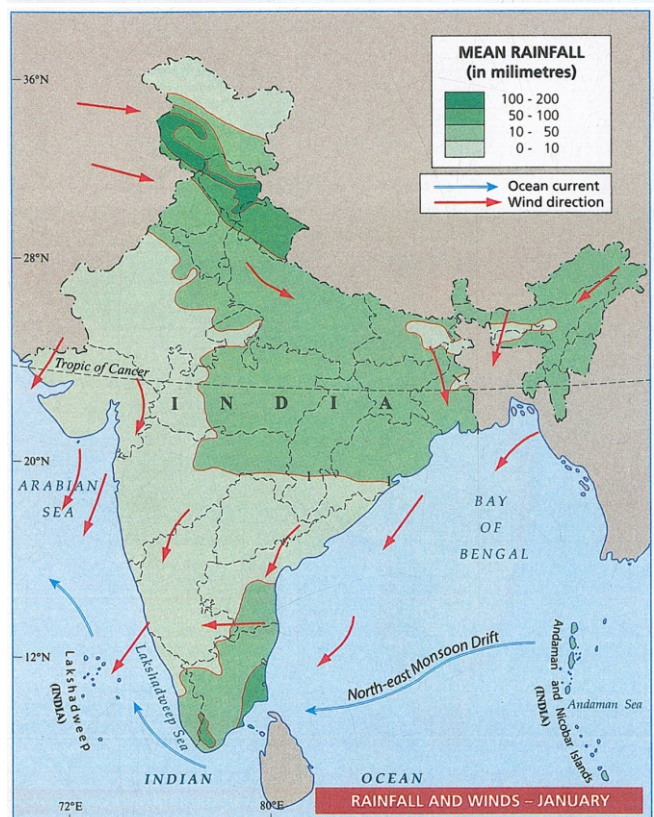 MEAN RAINFALL
(in milimetres)
100 - 200
50 - 100
10 - 50
0 - 10
Ocean current
Wind direction
36°N
28°N
Tropic of Cancer
I N D I A
20°N
ARABIAN
SEA
BAY
OF
BENGAL
1
1
12°N
Lakshadweep
(INDIA)
Lakshadweep Sea
North-east Monsoon Drift
Andaman and Nicobar Islands
(INDIA)
Andaman Sea
INDIAN
OCEAN
RAINFALL AND WINDS – JANUARY
72°E
80°E